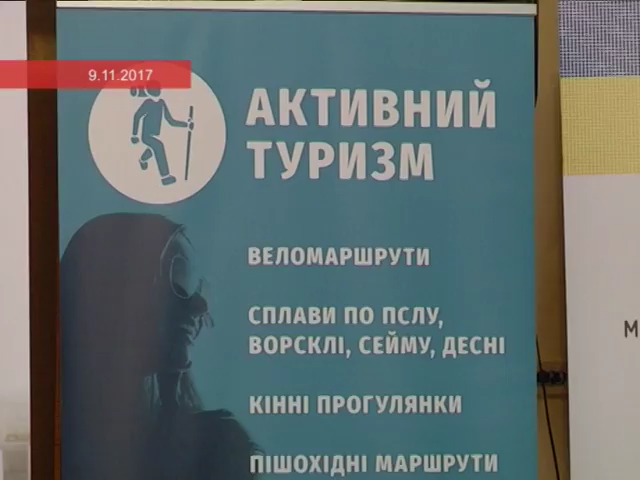 9.11.2017
АКТИВНИЙ
ТУРИЗМ
ВЕЛОМАРШРУТИ
СПЛАВИ ПО ПСЛУ,
ВОРСКЛІ, СЕЙМУ, ДЕСНІ
КІННІ ПРОГУЛЯНКИ
ПІШОХІДНІ МАРШРУТИ
М